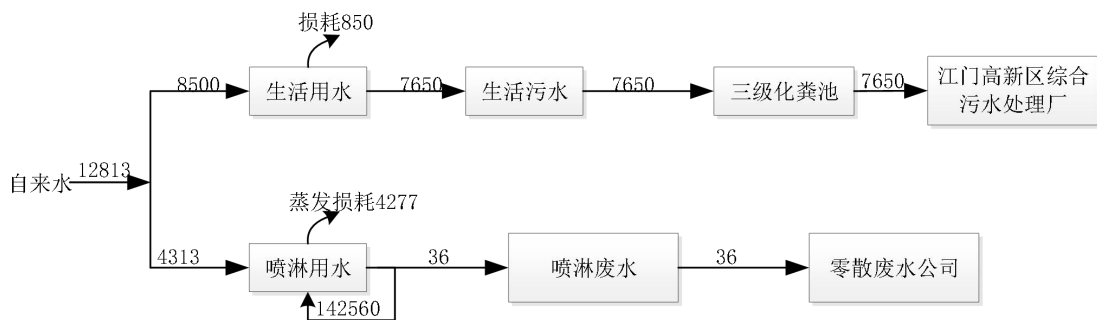 损耗850
8500
生活用水
7650
生活污水
7650
三级化粪池
7650
江门高新区综合
污水处理厂
自来水
12813
蒸发损耗4277
4313
喷淋用水
36
喷淋废水
36
零散废水公司
142560